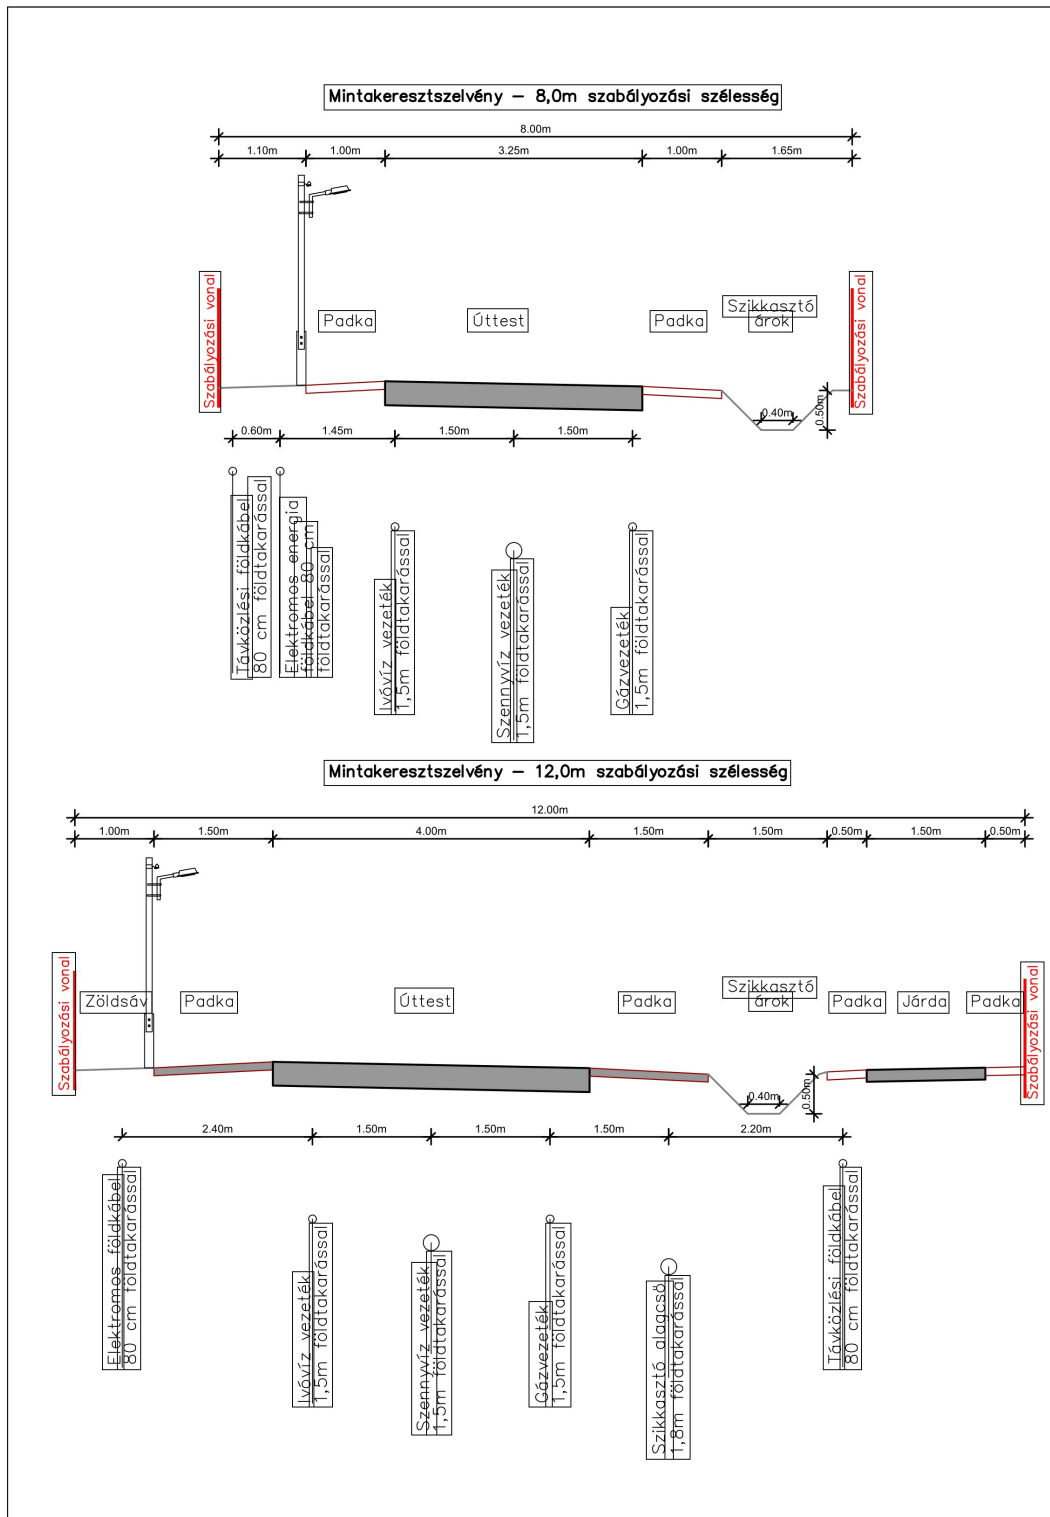 Mintakeresztszelvény – 8,0m szabályozási szélesség
8.00m
1.10m 1.00m 3.25m 1.00m 1.65m
Szabályozási vonal
Padka
Úttest
Padka
Szikkasztó
árok
Szabályozási vonal
0.40m
0.50m
0.60m 1.45m 1.50m 1.50m
Távközlési földkábel
80 cm földtakarással
Elektromos energia
földkábel 80 cm
földtakarással
Ivóvíz vezeték
1,5m földtakarással
Szennyvíz vezeték
1,5m földtakarással
Gázvezeték
1,5m földtakarással
Mintakeresztszelvény – 12,0m szabályozási szélesség
12.00m
1.00m 1.50m 4.00m 1.50m 1.50m 0.50m 1.50m 0.50m
Szabályozási vonal
Zöldsáv
Padka
Úttest
Padka
Szikkasztó
árok
Padka
Járda
Padka
Szabályozási vonal
0.40m
0.50m
2.40m 1.50m 1.50m 1.50m 2.20m
Elektromos földkábel
80 cm földtakarással
Ivóvíz vezeték
1,5m földtakarással
Szennyvíz vezeték
1,5m földtakarással
Gázvezeték
1,5m földtakarással
Szikkasztó alagcső
1,8m földtakarással
Távközlési földkábel
80 cm földtakarással